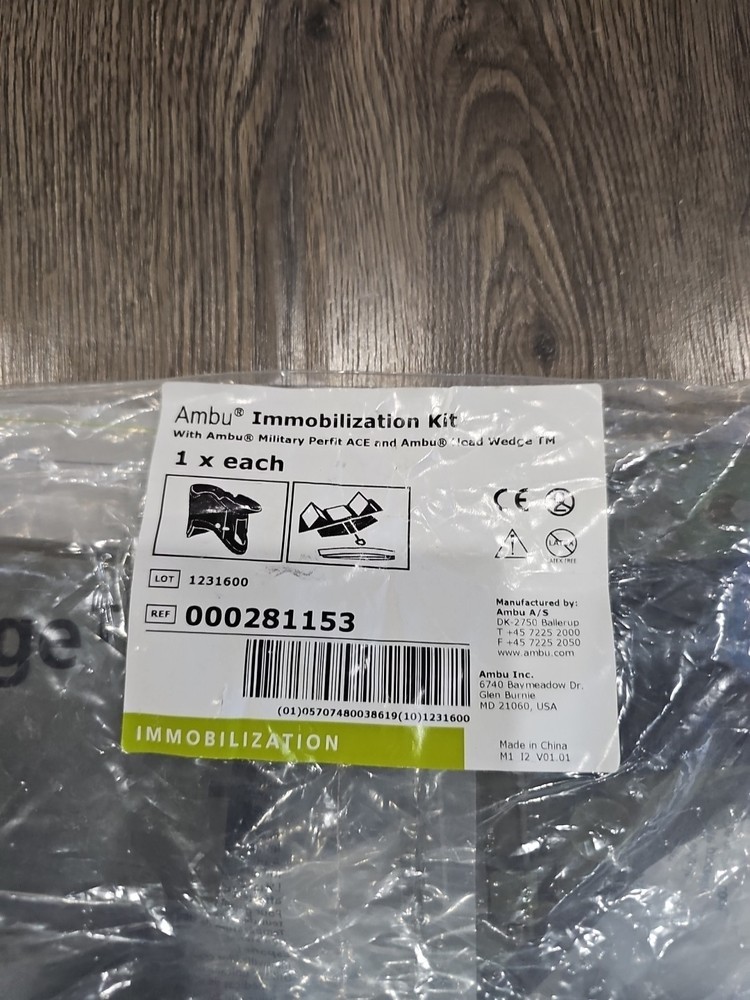 Ambu® Immobilization Kit
With Ambu® Military Perfit ACE and Ambu® Head Wedge TM
1 x each
CE
LATEX
LATEX FREE
LOT 1231600
REF 000281153
(01)05707480038619(10)1231600
IMMOBILIZATION
Manufactured by:
Ambu A/S
DK-2750 Ballerup
T +45 7225 2000
F +45 7225 2050
www.ambu.com
Ambu Inc.
6740 Baymeadow Dr.
Glen Burnie
MD 21060, USA
Made in China
M1 I2 V01.01
ge